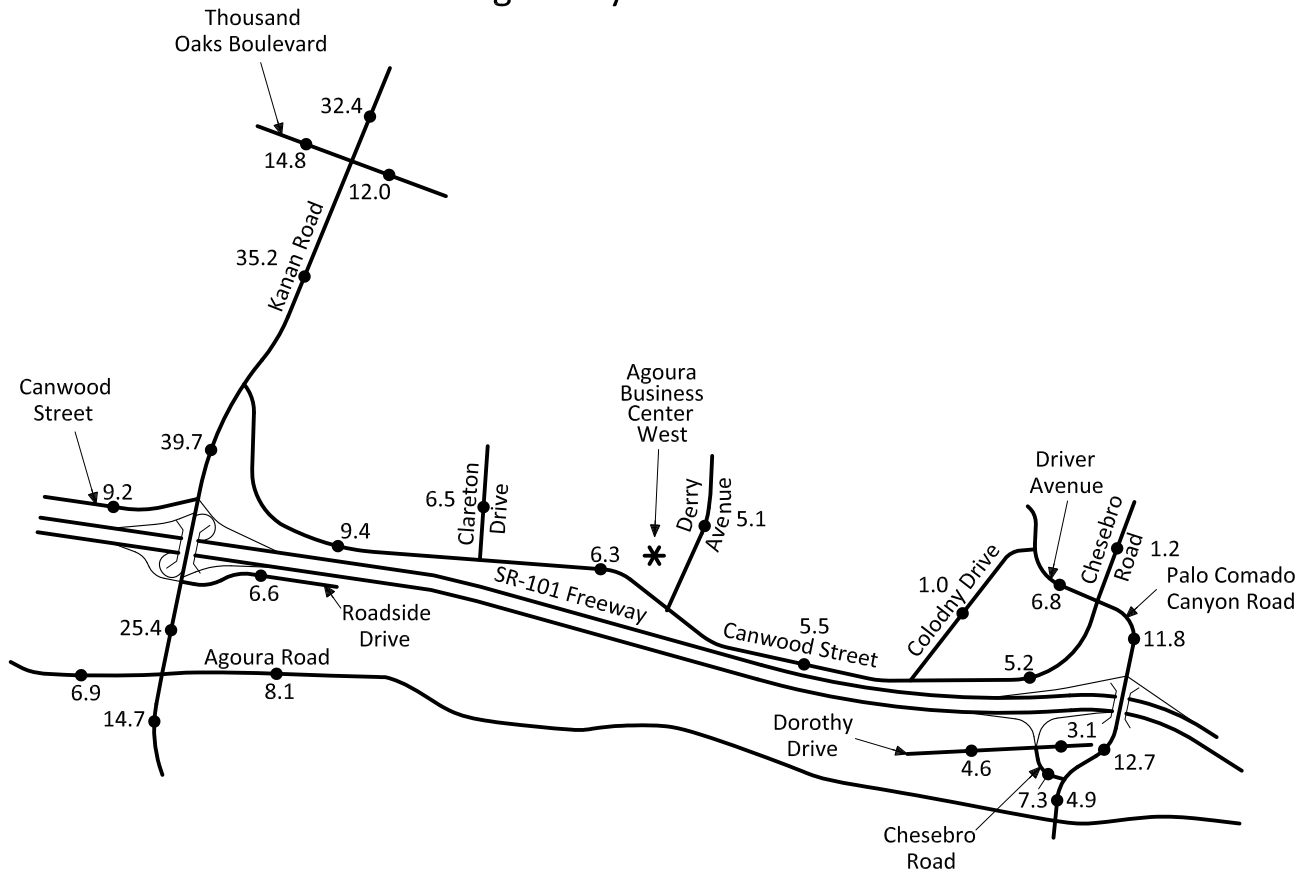 Thousand
Oaks Boulevard
32.4
14.8
12.0
Kanan Road
35.2
Canwood
Street
39.7
9.2
9.4
6.5
Clareton
Drive
Agoura
Business
Center
West
6.3
Derry
Avenue
5.1
SR-101 Freeway
6.6
Roadside
Drive
25.4
Agoura Road
6.9
8.1
14.7
Canwood Street
5.5
Colodny Drive
1.0
Driver
Avenue
6.8
Chesebro
Road
1.2
Palo Comado
Canyon Road
11.8
5.2
Dorothy
Drive
4.6
3.1
12.7
7.3
4.9
Chesebro
Road